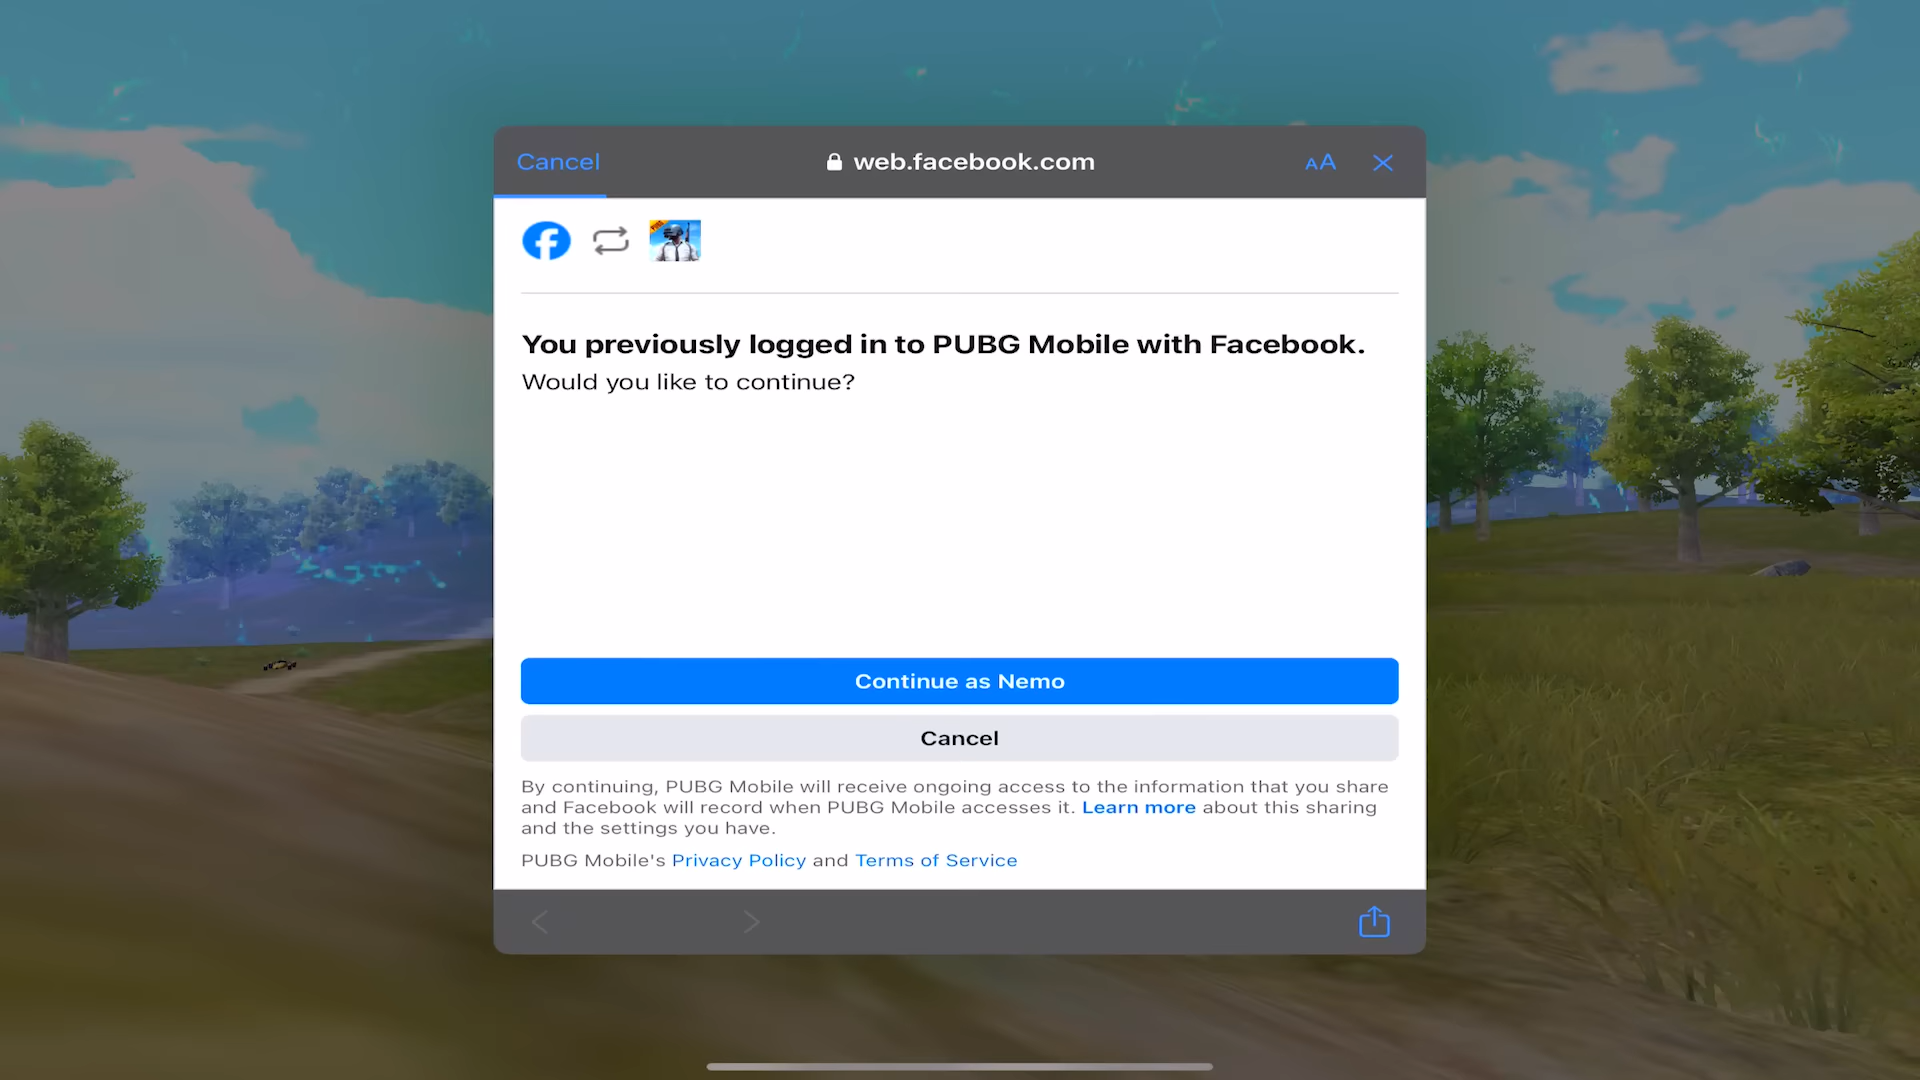 Cancel
web.facebook.com
AA
You previously logged in to PUBG Mobile with Facebook.
Would you like to continue?
Continue as Nemo
Cancel
By continuing, PUBG Mobile will receive ongoing access to the information that you share
and Facebook will record when PUBG Mobile accesses it. Learn more about this sharing
and the settings you have.
PUBG Mobile's Privacy Policy and Terms of Service